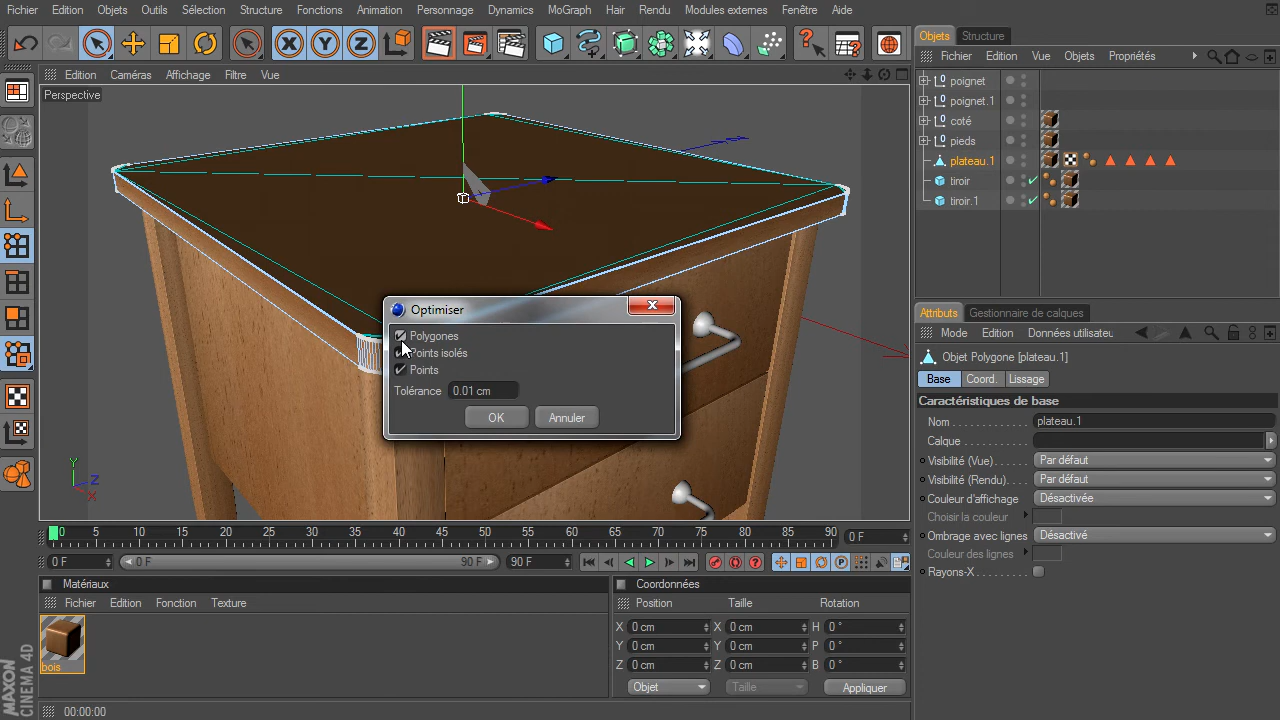 Fichier Edition Objets Outils Sélection Structure Fonctions Animation Personnage Dynamics MoGraph Hair Rendu Modules externes Fenêtre Aide
Objets Structure
Fichier Edition Vue Objets Propriétés
Edition Caméras Affichage Filtre Vue
Perspective
poignet
poignet.1
coté
pieds
plateau.1
tiroir
tiroir.1
Optimiser
Polygones
Points isolés
Points
Tolérance 0.01 cm
OK Annuler
Attributs Gestionnaire de calques
Mode Edition Données utilisateu
Objet Polygone [plateau.1]
Base Coord. Lissage
Caractéristiques de base
Nom plateau.1
Calque
Visibilité (Vue) Par défaut
Visibilité (Rendu) Par défaut
Couleur d'affichage Désactivée
Choisir la couleur
Ombrage avec lignes Désactivé
Couleur des lignes
Rayons-X
Y Z X
0 5 10 15 20 25 30 35 40 45 50 55 60 65 70 75 80 85 90 0 F
0 F 0 F 90 F 90 F
Matériaux
Fichier Edition Fonction Texture
bois
Coordonnées
Position Taille Rotation
X 0 cm X 0 cm H 0 °
Y 0 cm Y 0 cm P 0 °
Z 0 cm Z 0 cm B 0 °
Objet Taille Appliquer
MAXON CINEMA 4D
00:00:00